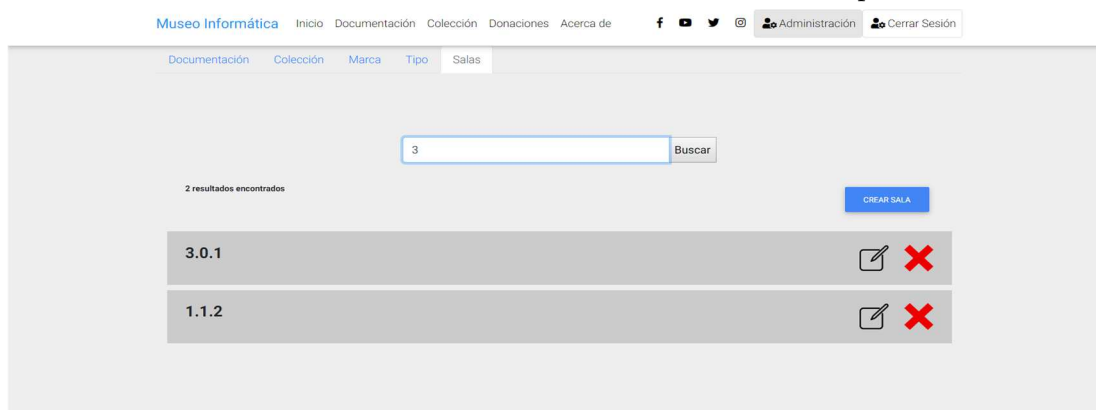 Museo Informática Inicio Documentación Colección Donaciones Acerca de Administración Cerrar Sesión
Documentación Colección Marca Tipo Salas
3 Buscar
2 resultados encontrados
CREAR SALA
3.0.1
1.1.2